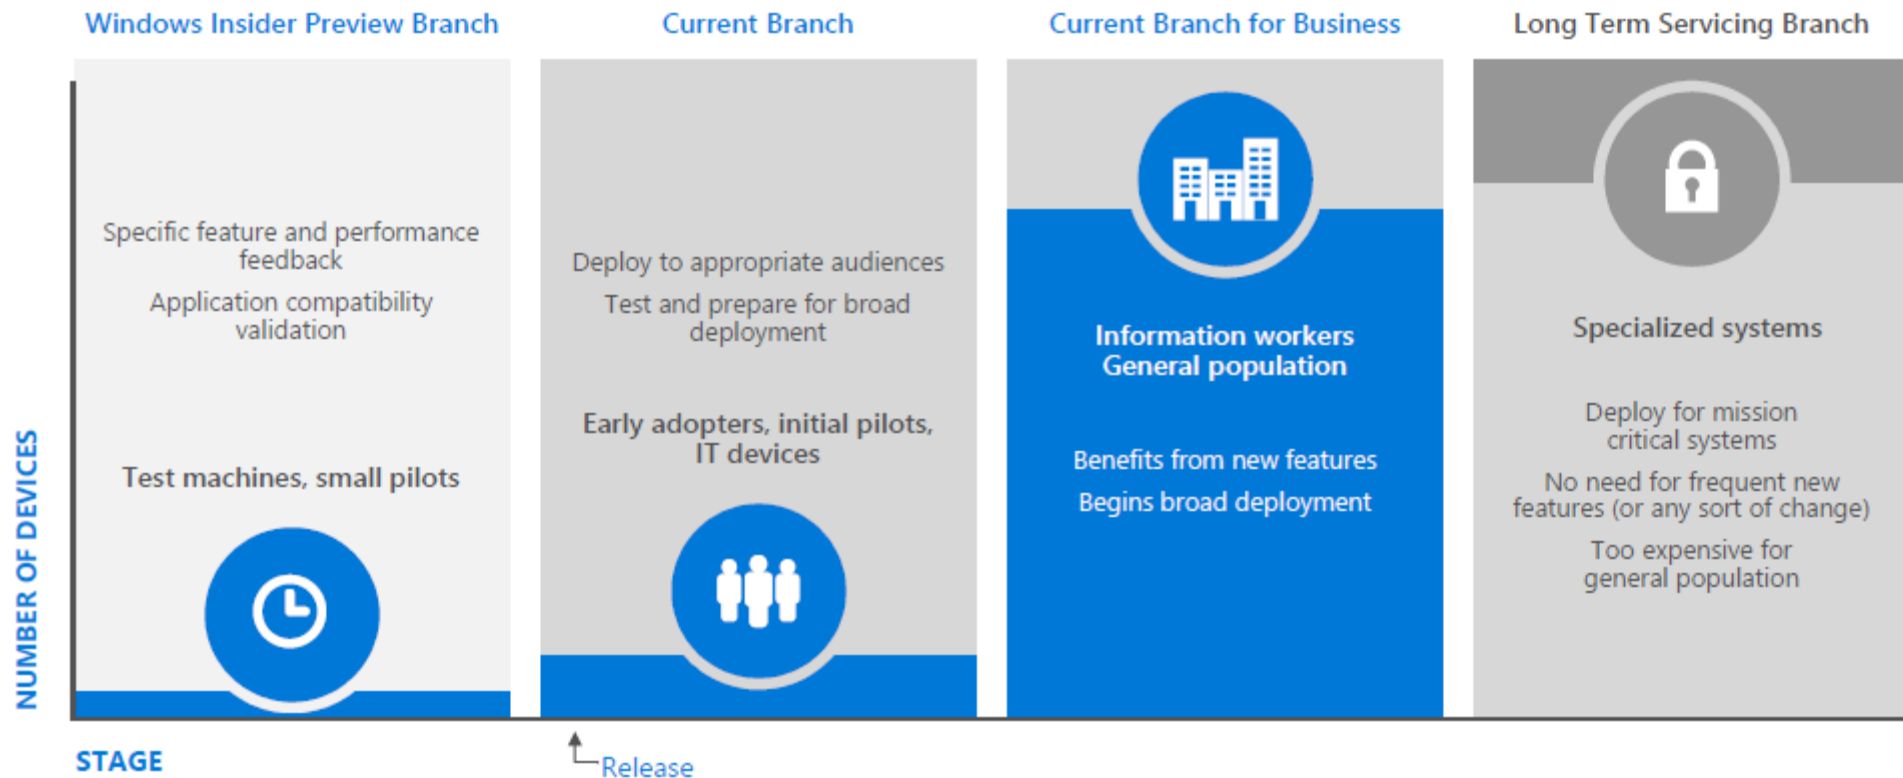 Windows Insider Preview Branch
Current Branch
Current Branch for Business
Long Term Servicing Branch
Specific feature and performance
feedback
Application compatibility
validation
Test machines, small pilots
Deploy to appropriate audiences
Test and prepare for broad
deployment
Early adopters, initial pilots,
IT devices
Information workers
General population
Benefits from new features
Begins broad deployment
Specialized systems
Deploy for mission
critical systems
No need for frequent new
features (or any sort of change)
Too expensive for
general population
NUMBER OF DEVICES
STAGE
Release